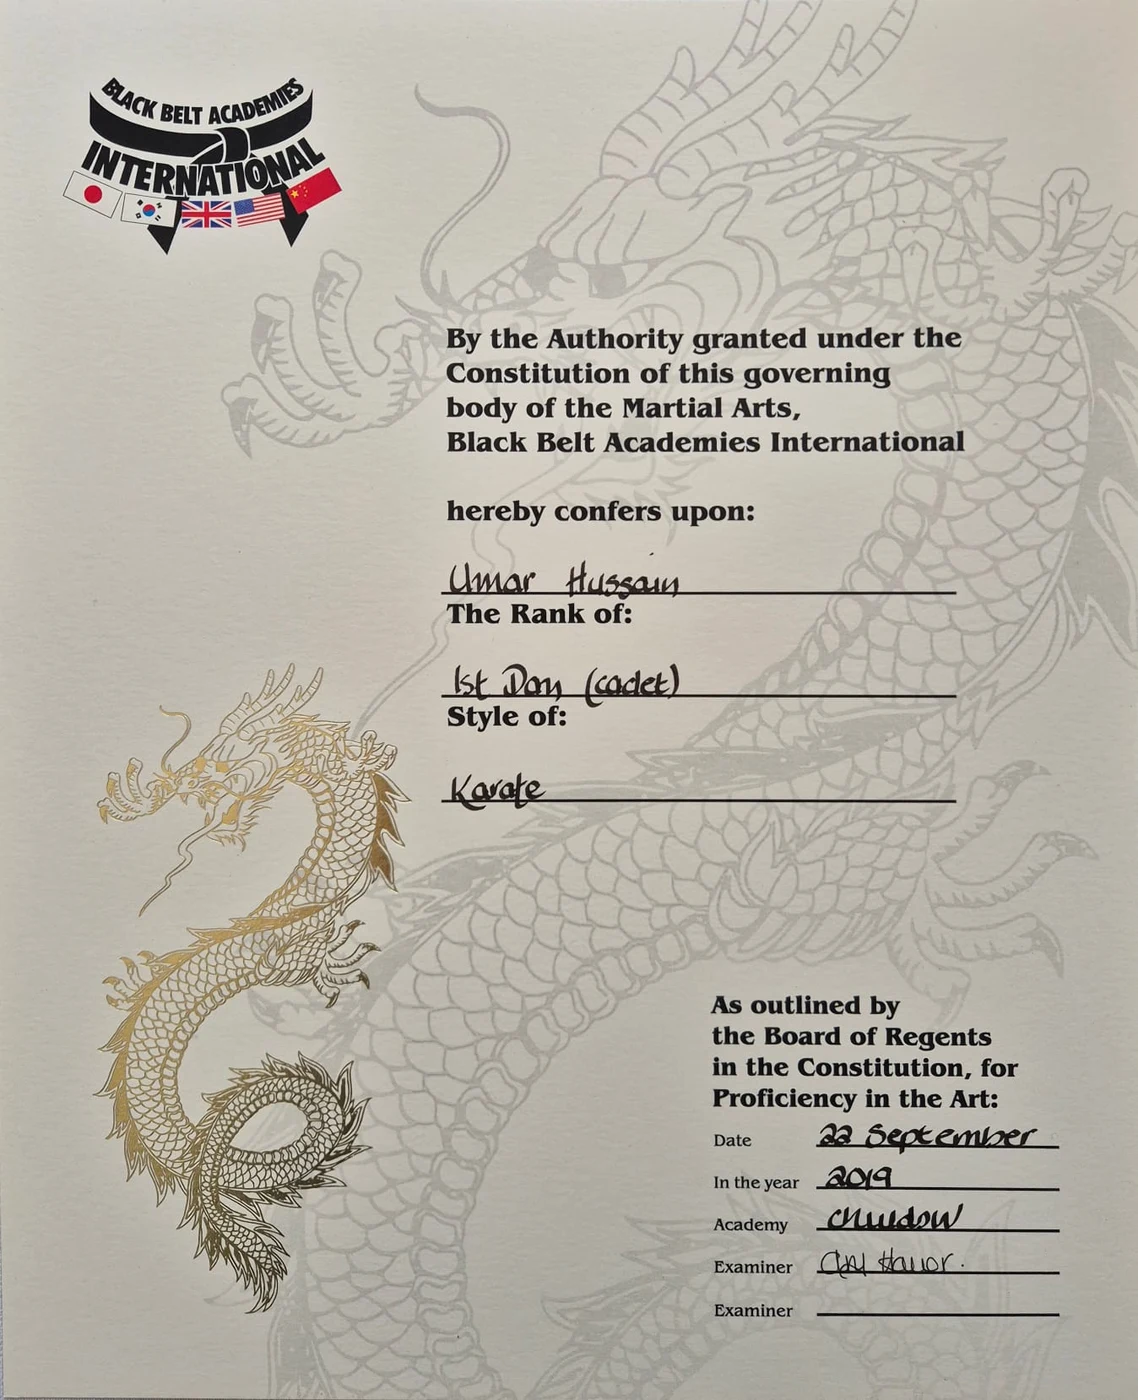 BLACK BELT ACADEMIES
INTERNATIONAL
By the Authority granted under the
Constitution of this governing
body of the Martial Arts,
Black Belt Academies International
hereby confers upon:
Umar Hussain
The Rank of:
1st Dan (cadet)
Style of:
Karate
As outlined by
the Board of Regents
in the Constitution, for
Proficiency in the Art:
Date 22 September
In the year 2019
Academy
Examiner
Examiner